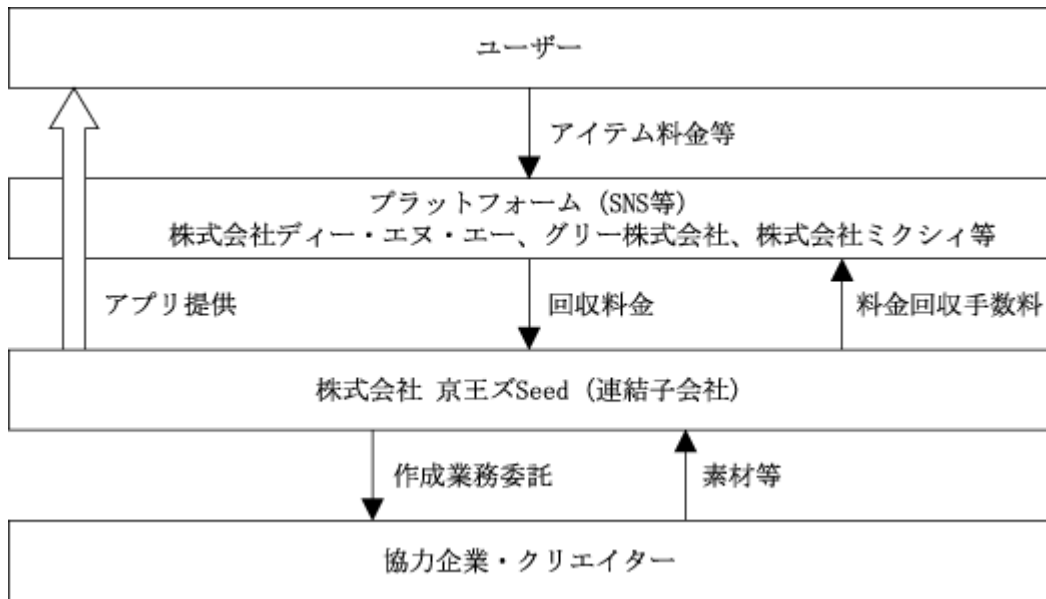 ユーザー
アイテム料金等
プラットフォーム（SNS等）
株式会社ディー・エヌ・エー、グリー株式会社、株式会社ミクシィ等
アプリ提供
回収料金
料金回収手数料
株式会社 京王ズSeed（連結子会社）
作成業務委託
素材等
協力企業・クリエイター